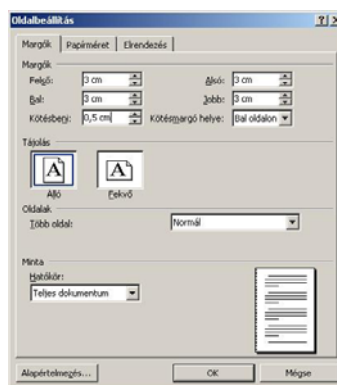 Oldalbeállítás
Margók Papírméret Elrendezés
Margók
Felső: 3 cm Alsó: 3 cm
Bal: 3 cm Jobb: 3 cm
Kötésbeni: 0,5 cm Kötésmargó helye: Bal oldalon
Tájolás
A A
Álló Fekvő
Oldalak
Több oldal: Normál
Minta
Hatókör:
Teljes dokumentum
Alapértelmezés... OK Mégse